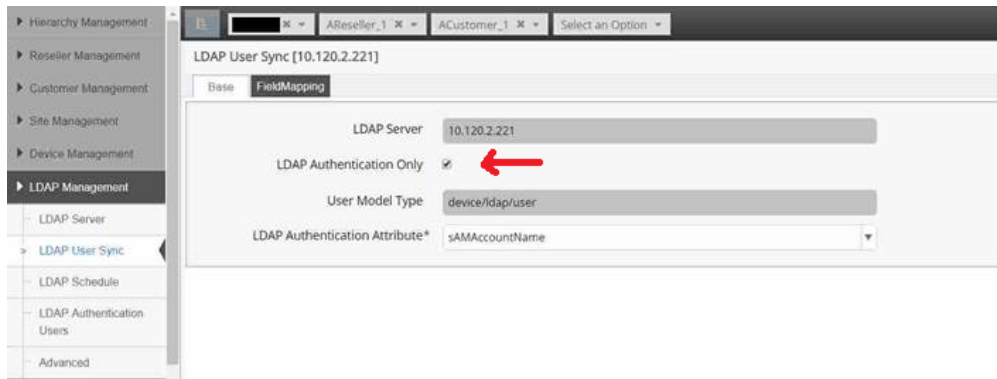 Hierarchy Management
Reseller Management
Customer Management
Site Management
Device Management
LDAP Management
LDAP Server
LDAP User Sync
LDAP Schedule
LDAP Authentication
Users
Advanced
AReseller_1 ACustomer_1 Select an Option
LDAP User Sync [10.120.2.221]
Base FieldMapping
LDAP Server 10.120.2.221
LDAP Authentication Only
User Model Type device/ldap/user
LDAP Authentication Attribute* sAMAccountName